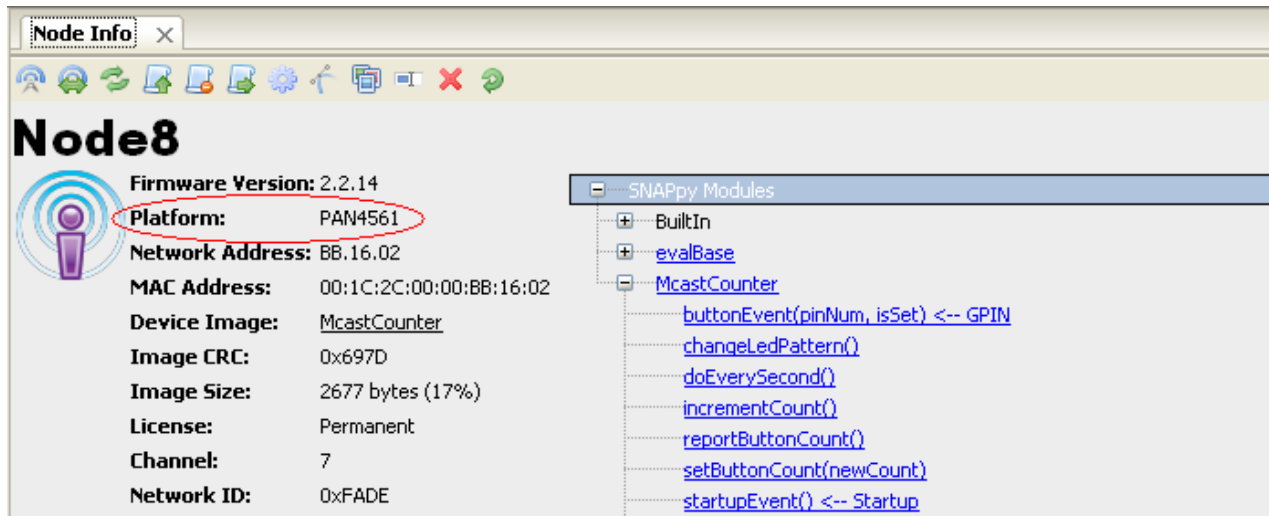 Node Info
Node8
Firmware Version: 2.2.14
Platform: PAN4561
Network Address: BB.16.02
MAC Address: 00:1C:2C:00:00:BB:16:02
Device Image: McastCounter
Image CRC: 0x697D
Image Size: 2677 bytes (17%)
License: Permanent
Channel: 7
Network ID: 0xFADE
SNAPpy Modules
BuiltIn
evalBase
McastCounter
buttonEvent(pinNum, isSet) <-- GPIN
changeLedPattern()
doEverySecond()
incrementCount()
reportButtonCount()
setButtonCount(newCount)
startupEvent() <-- Startup